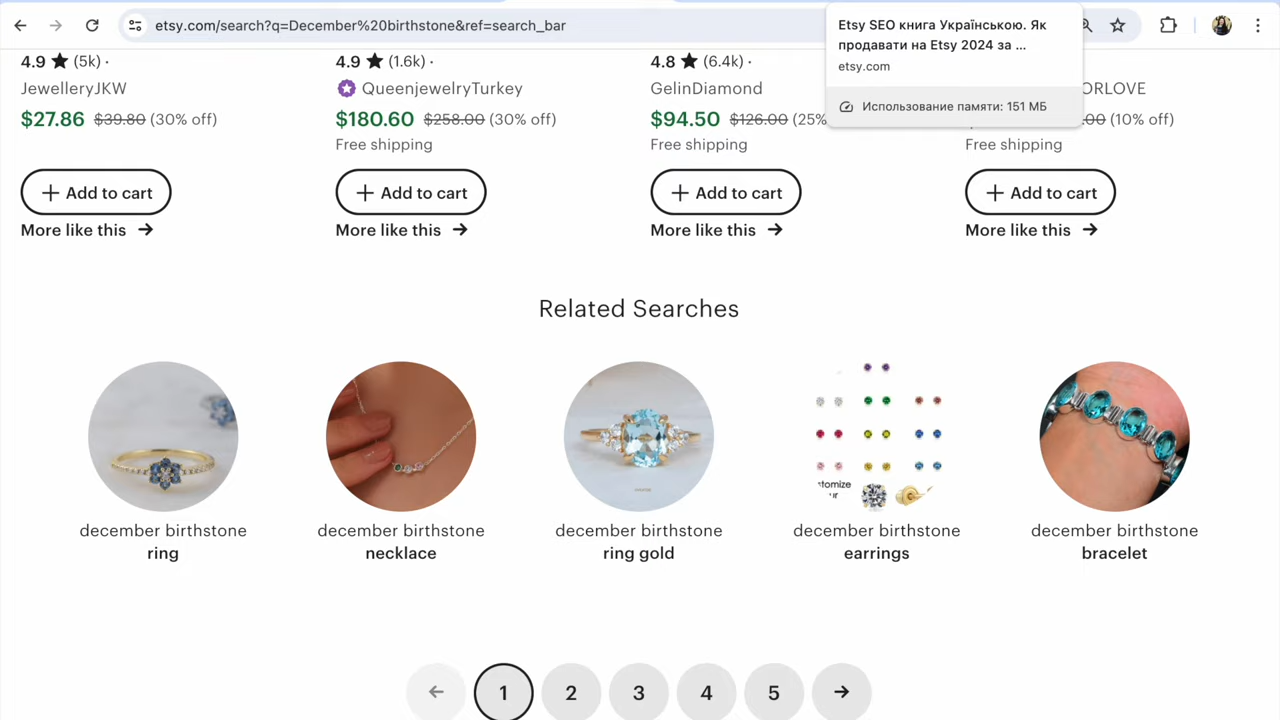 etsy.com/search?q=December%20birthstone&ref=search_bar
Etsy SEO книга Українською. Як
продавати на Etsy 2024 за ...
etsy.com
Использование памяти: 151 МБ
4.9 ★ (5k) ·
JewelleryJKW
$27.86 $39.80 (30% off)
+ Add to cart
More like this →
4.9 ★ (1.6k) ·
QueenjewelryTurkey
$180.60 $258.00 (30% off)
Free shipping
+ Add to cart
More like this →
4.8 ★ (6.4k) ·
GelinDiamond
$94.50 $126.00 (25%
Free shipping
+ Add to cart
More like this →
ORLOVE
.00 (10% off)
Free shipping
+ Add to cart
More like this →
Related Searches
december birthstone
ring
december birthstone
necklace
december birthstone
ring gold
december birthstone
earrings
december birthstone
bracelet
← 1 2 3 4 5 →